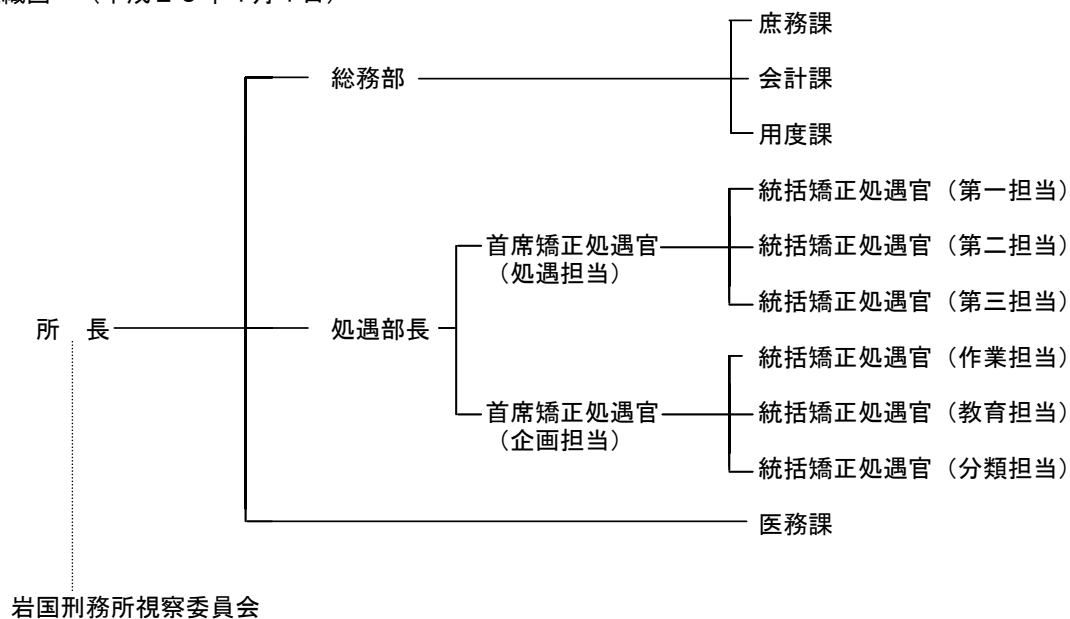 庶務課
総務部
会計課
用度課
統括矯正処遇官（第一担当）
首席矯正処遇官
（処遇担当）
統括矯正処遇官（第二担当）
統括矯正処遇官（第三担当）
所　長
処遇部長
統括矯正処遇官（作業担当）
首席矯正処遇官
（企画担当）
統括矯正処遇官（教育担当）
統括矯正処遇官（分類担当）
医務課
岩国刑務所視察委員会